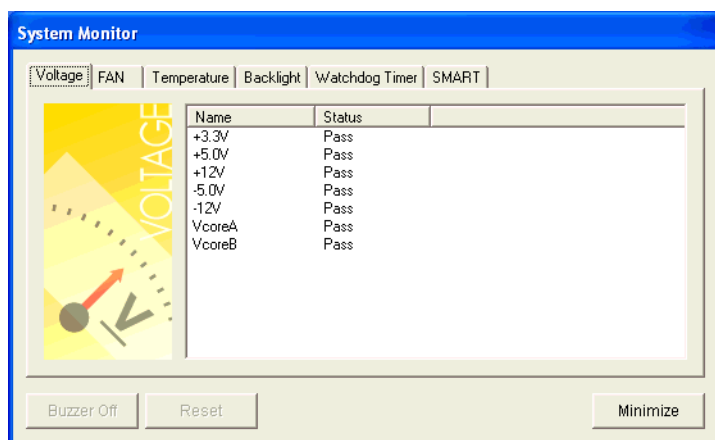 System Monitor
Voltage FAN Temperature Backlight Watchdog Timer SMART
VOLTAGE
Name Status
+3.3V Pass
+5.0V Pass
+12V Pass
-5.0V Pass
-12V Pass
VcoreA Pass
VcoreB Pass
V
Buzzer Off Reset Minimize